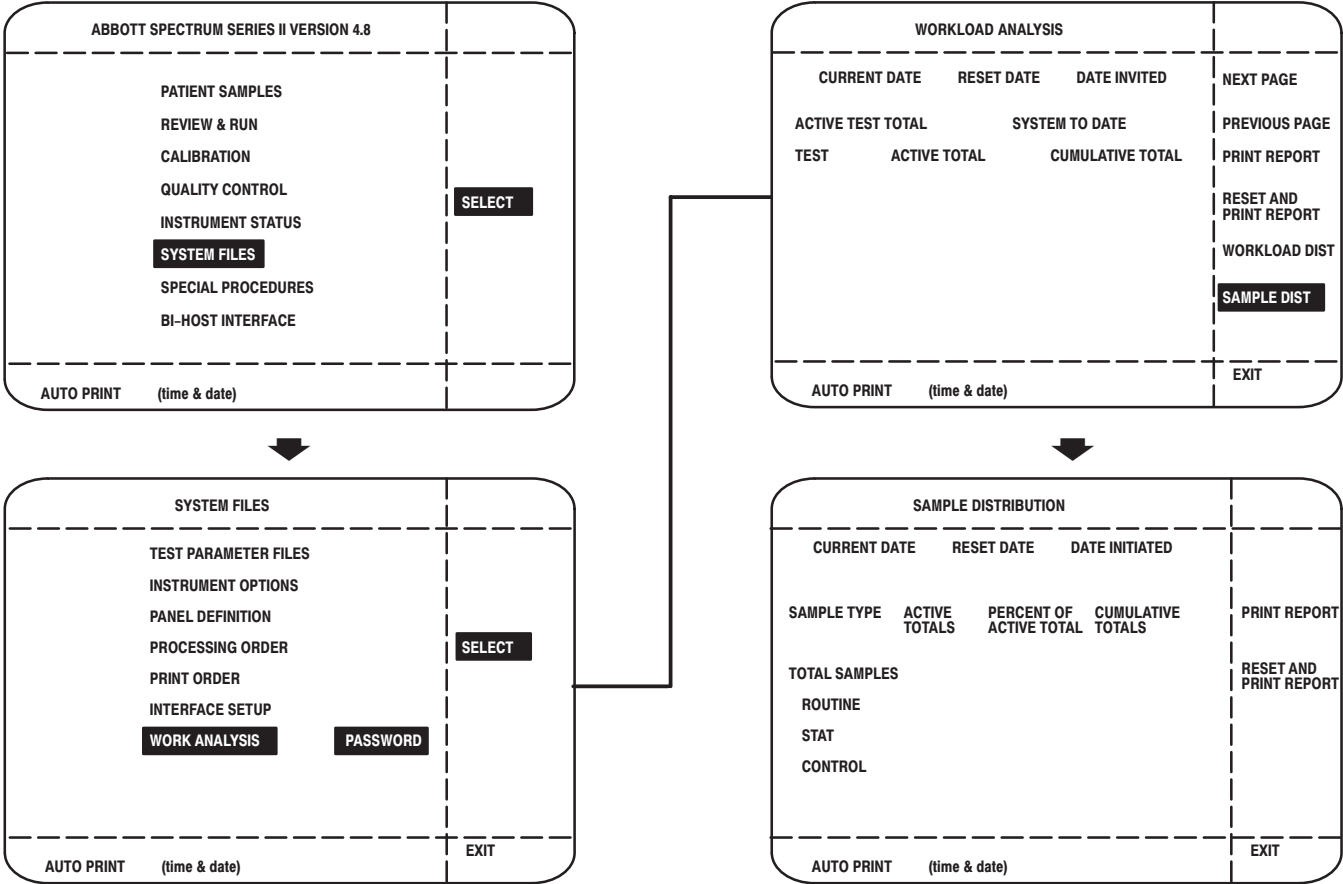 ABBOTT SPECTRUM SERIES II VERSION 4.8
PATIENT SAMPLES
REVIEW & RUN
CALIBRATION
QUALITY CONTROL
INSTRUMENT STATUS
SYSTEM FILES
SPECIAL PROCEDURES
BI–HOST INTERFACE
SELECT
AUTO PRINT (time & date)
SYSTEM FILES
TEST PARAMETER FILES
INSTRUMENT OPTIONS
PANEL DEFINITION
PROCESSING ORDER
PRINT ORDER
INTERFACE SETUP
WORK ANALYSIS PASSWORD
SELECT
EXIT
AUTO PRINT (time & date)
WORKLOAD ANALYSIS
CURRENT DATE RESET DATE DATE INVITED
ACTIVE TEST TOTAL SYSTEM TO DATE
TEST ACTIVE TOTAL CUMULATIVE TOTAL
NEXT PAGE
PREVIOUS PAGE
PRINT REPORT
RESET AND
PRINT REPORT
WORKLOAD DIST
SAMPLE DIST
EXIT
AUTO PRINT (time & date)
SAMPLE DISTRIBUTION
CURRENT DATE RESET DATE DATE INITIATED
SAMPLE TYPE ACTIVE PERCENT OF CUMULATIVE
TOTALS ACTIVE TOTAL TOTALS
TOTAL SAMPLES
ROUTINE
STAT
CONTROL
PRINT REPORT
RESET AND
PRINT REPORT
EXIT
AUTO PRINT (time & date)